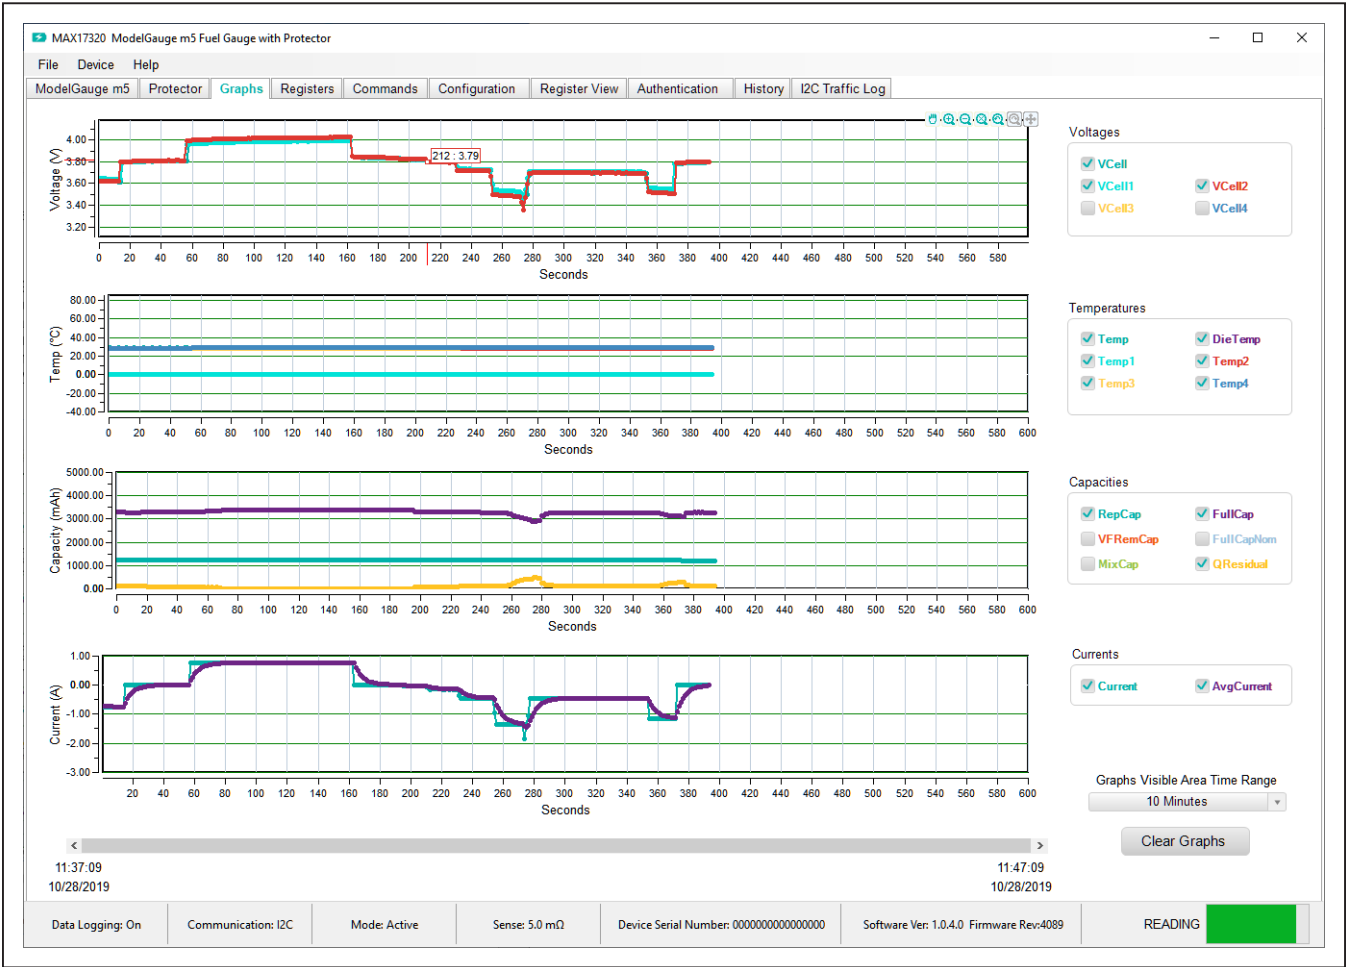 MAX17320 ModelGauge m5 Fuel Gauge with Protector
File Device Help
ModelGauge m5 Protector Graphs Registers Commands Configuration Register View Authentication History I2C Traffic Log
Voltage (V)
4.00
3.80
3.60
3.40
3.20
212 : 3.79
0 20 40 60 80 100 120 140 160 180 200 220 240 260 280 300 320 340 360 380 400 420 440 460 480 500 520 540 560 580
Seconds
Voltages
VCell
VCell1 VCell2
VCell3 VCell4
Temp (°C)
80.00
60.00
40.00
20.00
0.00
-20.00
-40.00
0 20 40 60 80 100 120 140 160 180 200 220 240 260 280 300 320 340 360 380 400 420 440 460 480 500 520 540 560 580 600
Seconds
Temperatures
Temp DieTemp
Temp1 Temp2
Temp3 Temp4
Capacity (mAh)
5000.00
4000.00
3000.00
2000.00
1000.00
0.00
0 20 40 60 80 100 120 140 160 180 200 220 240 260 280 300 320 340 360 380 400 420 440 460 480 500 520 540 560 580 600
Seconds
Capacities
RepCap FullCap
VFRemCap FullCapNom
MixCap QResidual
Current (A)
1.00
0.00
-1.00
-2.00
-3.00
20 40 60 80 100 120 140 160 180 200 220 240 260 280 300 320 340 360 380 400 420 440 460 480 500 520 540 560 580 600
Seconds
Currents
Current AvgCurrent
Graphs Visible Area Time Range
10 Minutes
Clear Graphs
11:37:09 11:47:09
10/28/2019 10/28/2019
Data Logging: On Communication: I2C Mode: Active Sense: 5.0 mΩ Device Serial Number: 0000000000000000 Software Ver: 1.0.4.0 Firmware Rev:4089 READING